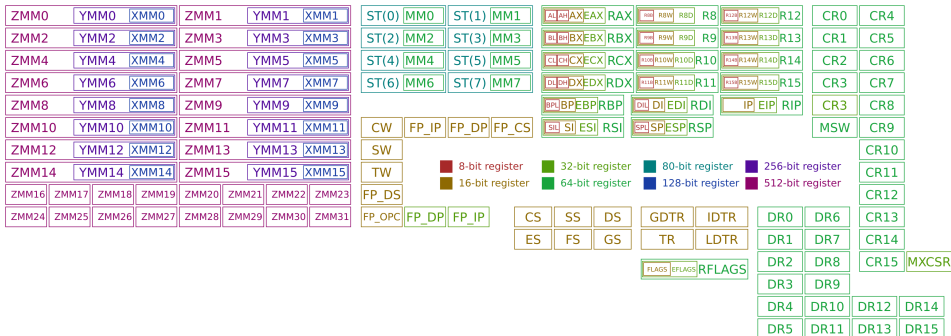 ZMM0 YMM0 XMM0 ZMM1 YMM1 XMM1 ST(0) MM0 ST(1) MM1 AL AH AX EAX RAX R8B R8W R8D R8 R12B R12W R12D R12 CR0 CR4
ZMM2 YMM2 XMM2 ZMM3 YMM3 XMM3 ST(2) MM2 ST(3) MM3 BL BH BX EBX RBX R9B R9W R9D R9 R13B R13W R13D R13 CR1 CR5
ZMM4 YMM4 XMM4 ZMM5 YMM5 XMM5 ST(4) MM4 ST(5) MM5 CL CH CX ECX RCX R10B R10W R10D R10 R14B R14W R14D R14 CR2 CR6
ZMM6 YMM6 XMM6 ZMM7 YMM7 XMM7 ST(6) MM6 ST(7) MM7 DL DH DX EDX RDX R11B R11W R11D R11 R15B R15W R15D R15 CR3 CR7
ZMM8 YMM8 XMM8 ZMM9 YMM9 XMM9 BPL BP EBP RBP DIL DI EDI RDI IP EIP RIP CR3 CR8
ZMM10 YMM10 XMM10 ZMM11 YMM11 XMM11 CW FP_IP FP_DP FP_CS SIL SI ESI RSI SPL SP ESP RSP MSW CR9
ZMM12 YMM12 XMM12 ZMM13 YMM13 XMM13 SW CR10
ZMM14 YMM14 XMM14 ZMM15 YMM15 XMM15 TW 8-bit register 32-bit register 80-bit register 256-bit register CR11
ZMM16 ZMM17 ZMM18 ZMM19 ZMM20 ZMM21 ZMM22 ZMM23 FP_DS 16-bit register 64-bit register 128-bit register 512-bit register CR12
ZMM24 ZMM25 ZMM26 ZMM27 ZMM28 ZMM29 ZMM30 ZMM31 FP_OPC FP_DP FP_IP CS SS DS GDTR IDTR DR0 DR6 CR13
ES FS GS TR LDTR DR1 DR7 CR14
FLAGS EFLAGS RFLAGS DR2 DR8 CR15 MXCSR
DR3 DR9
DR4 DR10 DR12 DR14
DR5 DR11 DR13 DR15